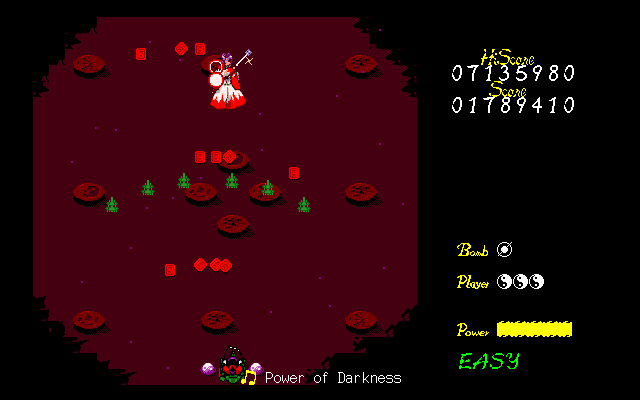 HiScore
07135980
Score
01789410
Bomb
Player
Power
EASY
Power of Darkness